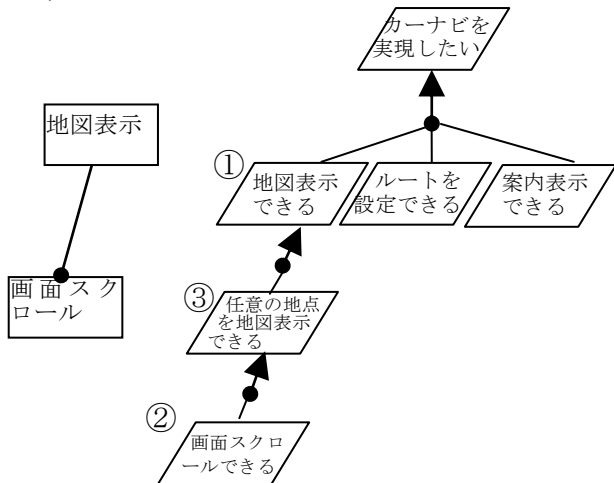 カーナビを
実現したい
地図表示
画面スク
ロール
①
地図表示
できる
ルートを
設定できる
案内表示
できる
③
任意の地点
を地図表示
できる
②
画面スクロ
ールできる